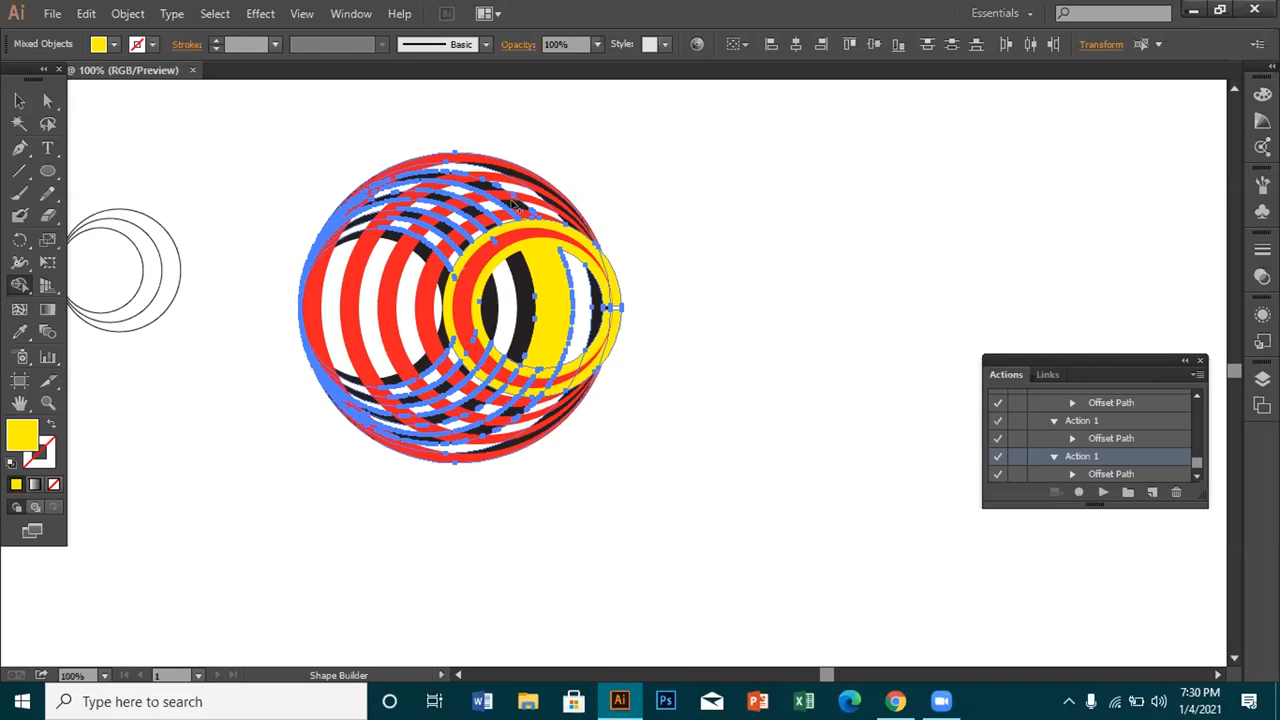 Ai File Edit Object Type Select Effect View Window Help Br Essentials
Mixed Objects Stroke: Basic Opacity: 100% Style: Transform
@ 100% (RGB/Preview)
Actions Links
Offset Path
Action 1
Offset Path
Action 1
Offset Path
100% 1 Shape Builder
Type here to search
7:30 PM
1/4/2021